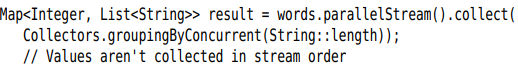 Map<Integer, List<String>> result = words.parallelStream().collect(
Collectors.groupingByConcurrent(String::length));
// Values aren't collected in stream order